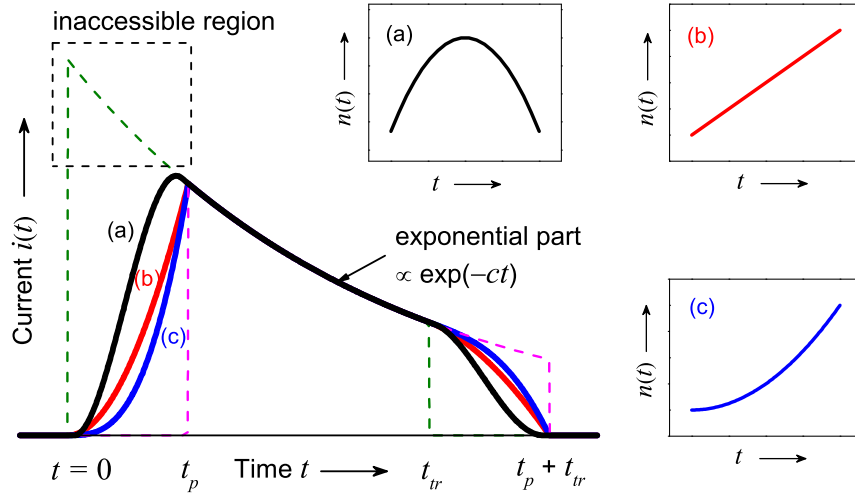 inaccessible region
Current i(t)
(a)
(b)
(c)
exponential part
∝ exp(−ct)
t = 0
t_p
Time t
t_tr
t_p + t_tr
(a)
n(t)
t
(b)
n(t)
t
(c)
n(t)
t